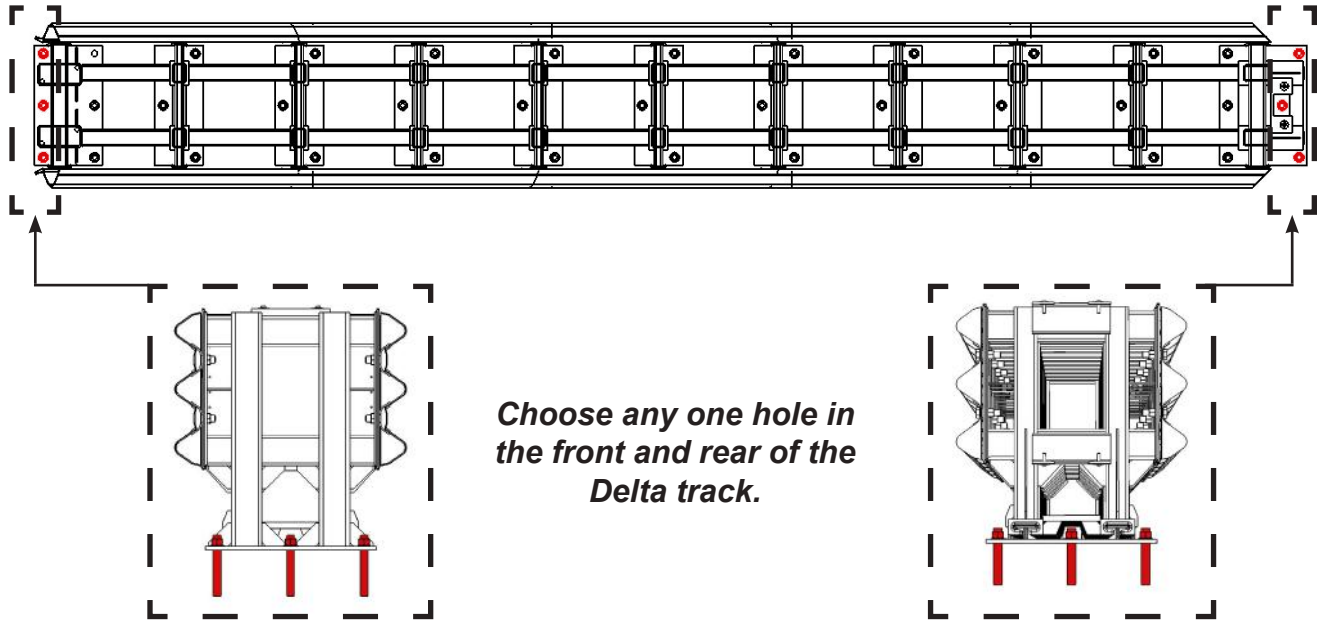 Choose any one hole in
the front and rear of the
Delta track.